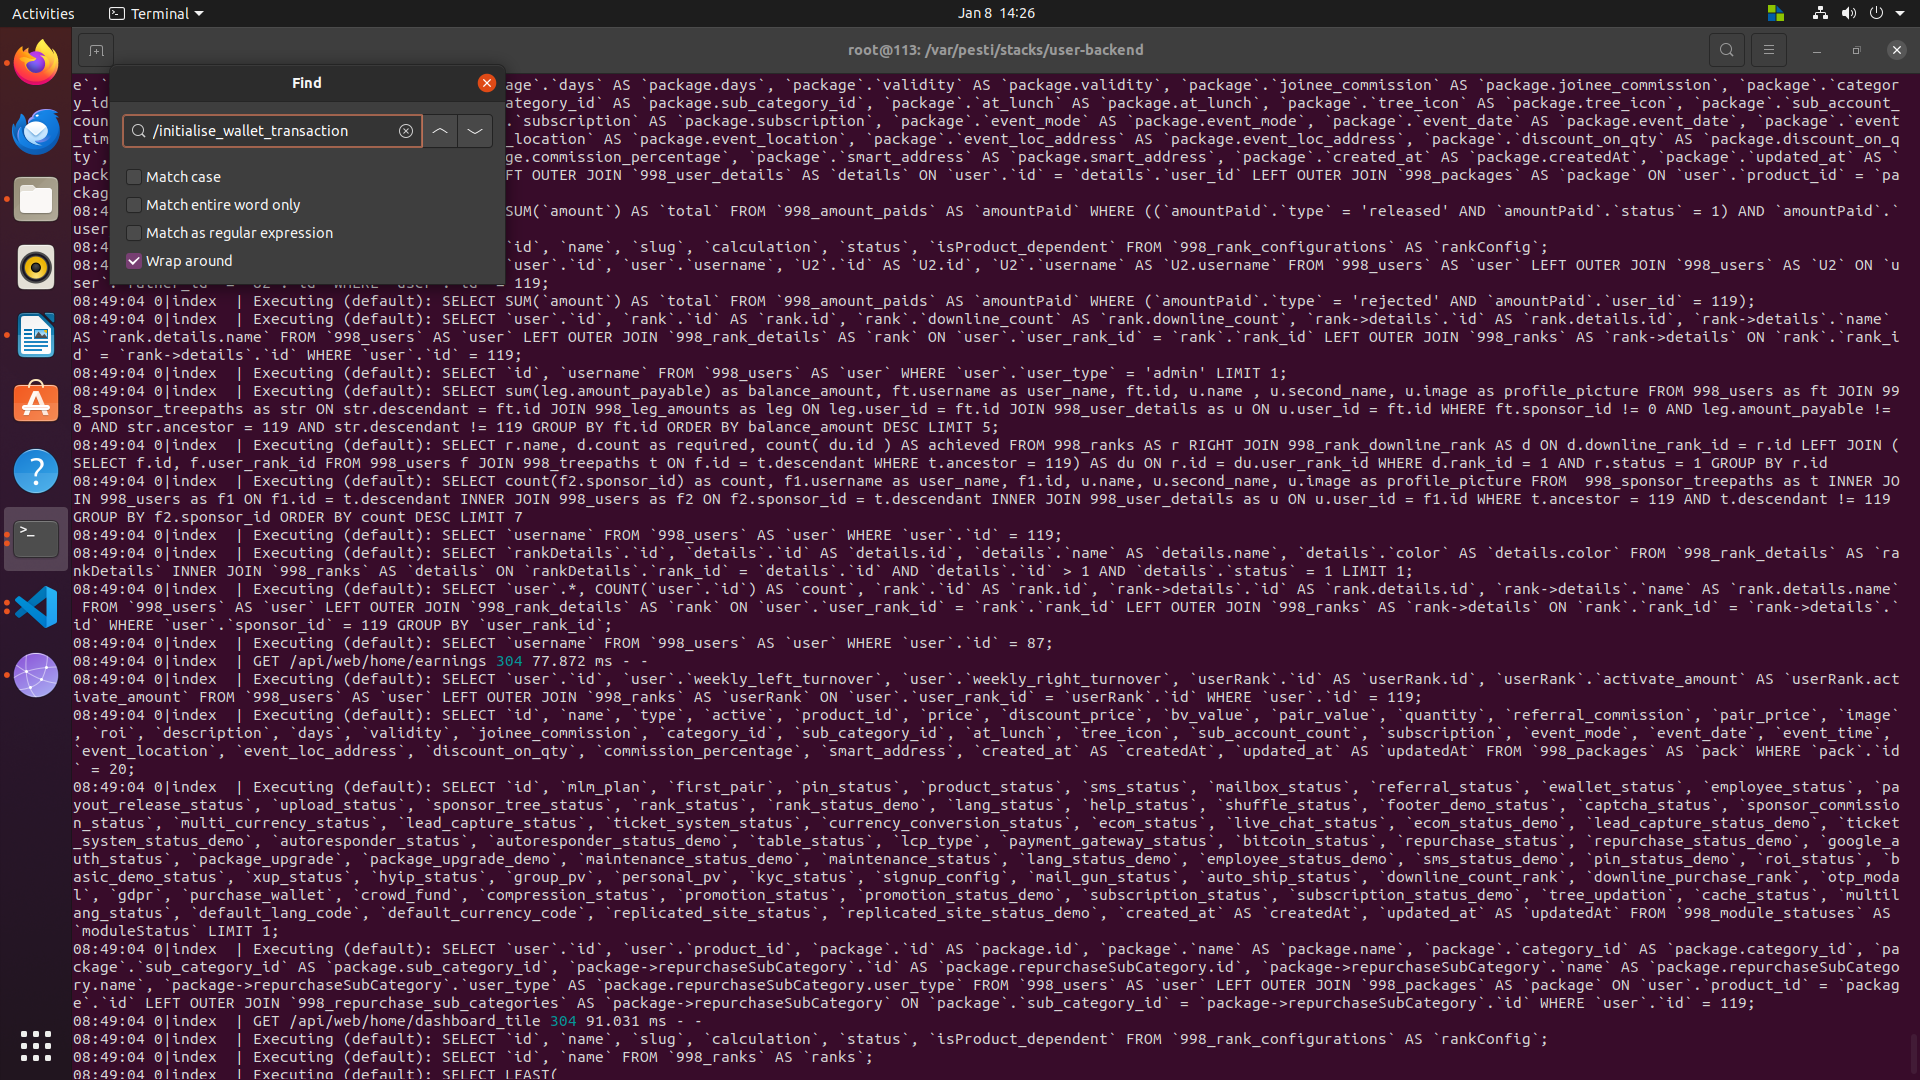 Activities
Terminal
Jan 8 14:26
root@113: /var/pesti/stacks/user-backend
Find
/initialise_wallet_transaction
Match case
Match entire word only
Match as regular expression
Wrap around
age`.`days` AS `package.days`, `package`.`validity` AS `package.validity`, `package`.`joinee_commission` AS `package.joinee_commission`, `package`.`categor
y_id ategory_id` AS `package.sub_category_id`, `package`.`at_lunch` AS `package.at_lunch`, `package`.`tree_icon` AS `package.tree_icon`, `package`.`sub_account_
coun .`subscription` AS `package.subscription`, `package`.`event_mode` AS `package.event_mode`, `package`.`event_date` AS `package.event_date`, `package`.`event
_tim _location` AS `package.event_location`, `package`.`event_loc_address` AS `package.event_loc_address`, `package`.`discount_on_qty` AS `package.discount_on_q
ty`, ge.commission_percentage`, `package`.`smart_address` AS `package.smart_address`, `package`.`created_at` AS `package.createdAt`, `package`.`updated_at` AS `
pack FT OUTER JOIN `998_user_details` AS `details` ON `user`.`id` = `details`.`user_id` LEFT OUTER JOIN `998_packages` AS `package` ON `user`.`product_id` = `pa
ckag
08:4 SUM(`amount`) AS `total` FROM `998_amount_paids` AS `amountPaid` WHERE ((`amountPaid`.`type` = 'released' AND `amountPaid`.`status` = 1) AND `amountPaid`.`
user
08:4 `id`, `name`, `slug`, `calculation`, `status`, `isProduct_dependent` FROM `998_rank_configurations` AS `rankConfig`;
08:4 `user`.`id`, `user`.`username`, `U2`.`id` AS `U2.id`, `U2`.`username` AS `U2.username` FROM `998_users` AS `user` LEFT OUTER JOIN `998_users` AS `U2` ON `u
ser`.`father_id` = `U2`.`id` WHERE `user`.`id` = 119;
08:49:04 0|index  | Executing (default): SELECT SUM(`amount`) AS `total` FROM `998_amount_paids` AS `amountPaid` WHERE (`amountPaid`.`type` = 'rejected' AND `amountPaid`.`user_id` = 119);
08:49:04 0|index  | Executing (default): SELECT `user`.`id`, `rank`.`id` AS `rank.id`, `rank`.`downline_count` AS `rank.downline_count`, `rank->details`.`id` AS `rank.details.id`, `rank->details`.`name`
AS `rank.details.name` FROM `998_users` AS `user` LEFT OUTER JOIN `998_rank_details` AS `rank` ON `user`.`user_rank_id` = `rank`.`rank_id` LEFT OUTER JOIN `998_ranks` AS `rank->details` ON `rank`.`rank_i
d` = `rank->details`.`id` WHERE `user`.`id` = 119;
08:49:04 0|index  | Executing (default): SELECT `id`, `username` FROM `998_users` AS `user` WHERE `user`.`user_type` = 'admin' LIMIT 1;
08:49:04 0|index  | Executing (default): SELECT sum(leg.amount_payable) as balance_amount, ft.username as user_name, ft.id, u.name , u.second_name, u.image as profile_picture FROM 998_users as ft JOIN 99
8_sponsor_treepaths as str ON str.descendant = ft.id JOIN 998_leg_amounts as leg ON leg.user_id = ft.id JOIN 998_user_details as u ON u.user_id = ft.id WHERE ft.sponsor_id != 0 AND leg.amount_payable !=
0 AND str.ancestor = 119 AND str.descendant != 119 GROUP BY ft.id ORDER BY balance_amount DESC LIMIT 5;
08:49:04 0|index  | Executing (default): SELECT r.name, d.count as required, count( du.id ) AS achieved FROM 998_ranks AS r RIGHT JOIN 998_rank_downline_rank AS d ON d.downline_rank_id = r.id LEFT JOIN (
SELECT f.id, f.user_rank_id FROM 998_users f JOIN 998_treepaths t ON f.id = t.descendant WHERE t.ancestor = 119) AS du ON r.id = du.user_rank_id WHERE d.rank_id = 1 AND r.status = 1 GROUP BY r.id
08:49:04 0|index  | Executing (default): SELECT count(f2.sponsor_id) as count, f1.username as user_name, f1.id, u.name, u.second_name, u.image as profile_picture FROM  998_sponsor_treepaths as t INNER JO
IN 998_users as f1 ON f1.id = t.descendant INNER JOIN 998_users as f2 ON f2.sponsor_id = t.descendant INNER JOIN 998_user_details as u ON u.user_id = f1.id WHERE t.ancestor = 119 AND t.descendant != 119
GROUP BY f2.sponsor_id ORDER BY count DESC LIMIT 7
08:49:04 0|index  | Executing (default): SELECT `username` FROM `998_users` AS `user` WHERE `user`.`id` = 119;
08:49:04 0|index  | Executing (default): SELECT `rankDetails`.`id`, `details`.`id` AS `details.id`, `details`.`name` AS `details.name`, `details`.`color` AS `details.color` FROM `998_rank_details` AS `ra
nkDetails` INNER JOIN `998_ranks` AS `details` ON `rankDetails`.`rank_id` = `details`.`id` AND `details`.`id` > 1 AND `details`.`status` = 1 LIMIT 1;
08:49:04 0|index  | Executing (default): SELECT `user`.*, COUNT(`user`.`id`) AS `count`, `rank`.`id` AS `rank.id`, `rank->details`.`id` AS `rank.details.id`, `rank->details`.`name` AS `rank.details.name`
 FROM `998_users` AS `user` LEFT OUTER JOIN `998_rank_details` AS `rank` ON `user`.`user_rank_id` = `rank`.`rank_id` LEFT OUTER JOIN `998_ranks` AS `rank->details` ON `rank`.`rank_id` = `rank->details`.`
id` WHERE `user`.`sponsor_id` = 119 GROUP BY `user_rank_id`;
08:49:04 0|index  | Executing (default): SELECT `username` FROM `998_users` AS `user` WHERE `user`.`id` = 87;
08:49:04 0|index  | GET /api/web/home/earnings 304 77.872 ms - -
08:49:04 0|index  | Executing (default): SELECT `user`.`id`, `user`.`weekly_left_turnover`, `user`.`weekly_right_turnover`, `userRank`.`id` AS `userRank.id`, `userRank`.`activate_amount` AS `userRank.act
ivate_amount` FROM `998_users` AS `user` LEFT OUTER JOIN `998_ranks` AS `userRank` ON `user`.`user_rank_id` = `userRank`.`id` WHERE `user`.`id` = 119;
08:49:04 0|index  | Executing (default): SELECT `id`, `name`, `type`, `active`, `product_id`, `price`, `discount_price`, `bv_value`, `pair_value`, `quantity`, `referral_commission`, `pair_price`, `image`
, `roi`, `description`, `days`, `validity`, `joinee_commission`, `category_id`, `sub_category_id`, `at_lunch`, `tree_icon`, `sub_account_count`, `subscription`, `event_mode`, `event_date`, `event_time`,
`event_location`, `event_loc_address`, `discount_on_qty`, `commission_percentage`, `smart_address`, `created_at` AS `createdAt`, `updated_at` AS `updatedAt` FROM `998_packages` AS `pack` WHERE `pack`.`id
` = 20;
08:49:04 0|index  | Executing (default): SELECT `id`, `mlm_plan`, `first_pair`, `pin_status`, `product_status`, `sms_status`, `mailbox_status`, `referral_status`, `ewallet_status`, `employee_status`, `pa
yout_release_status`, `upload_status`, `sponsor_tree_status`, `rank_status`, `rank_status_demo`, `lang_status`, `help_status`, `shuffle_status`, `footer_demo_status`, `captcha_status`, `sponsor_commissio
n_status`, `multi_currency_status`, `lead_capture_status`, `ticket_system_status`, `currency_conversion_status`, `ecom_status`, `live_chat_status`, `ecom_status_demo`, `lead_capture_status_demo`, `ticket
_system_status_demo`, `autoresponder_status`, `autoresponder_status_demo`, `table_status`, `lcp_type`, `payment_gateway_status`, `bitcoin_status`, `repurchase_status`, `repurchase_status_demo`, `google_a
uth_status`, `package_upgrade`, `package_upgrade_demo`, `maintenance_status_demo`, `maintenance_status`, `lang_status_demo`, `employee_status_demo`, `sms_status_demo`, `pin_status_demo`, `roi_status`, `b
asic_demo_status`, `xup_status`, `hyip_status`, `group_pv`, `personal_pv`, `kyc_status`, `signup_config`, `mail_gun_status`, `auto_ship_status`, `downline_count_rank`, `downline_purchase_rank`, `otp_moda
l`, `gdpr`, `purchase_wallet`, `crowd_fund`, `compression_status`, `promotion_status`, `promotion_status_demo`, `subscription_status`, `subscription_status_demo`, `tree_updation`, `cache_status`, `multil
ang_status`, `default_lang_code`, `default_currency_code`, `replicated_site_status`, `replicated_site_status_demo`, `created_at` AS `createdAt`, `updated_at` AS `updatedAt` FROM `998_module_statuses` AS
`moduleStatus` LIMIT 1;
08:49:04 0|index  | Executing (default): SELECT `user`.`id`, `user`.`product_id`, `package`.`id` AS `package.id`, `package`.`name` AS `package.name`, `package`.`category_id` AS `package.category_id`, `pa
ckage`.`sub_category_id` AS `package.sub_category_id`, `package->repurchaseSubCategory`.`id` AS `package.repurchaseSubCategory.id`, `package->repurchaseSubCategory`.`name` AS `package.repurchaseSubCatego
ry.name`, `package->repurchaseSubCategory`.`user_type` AS `package.repurchaseSubCategory.user_type` FROM `998_users` AS `user` LEFT OUTER JOIN `998_packages` AS `package` ON `user`.`product_id` = `packag
e`.`id` LEFT OUTER JOIN `998_repurchase_sub_categories` AS `package->repurchaseSubCategory` ON `package`.`sub_category_id` = `package->repurchaseSubCategory`.`id` WHERE `user`.`id` = 119;
08:49:04 0|index  | GET /api/web/home/dashboard_tile 304 91.031 ms - -
08:49:04 0|index  | Executing (default): SELECT `id`, `name`, `slug`, `calculation`, `status`, `isProduct_dependent` FROM `998_rank_configurations` AS `rankConfig`;
08:49:04 0|index  | Executing (default): SELECT `id`, `name` FROM `998_ranks` AS `ranks`;
08:49:04 0|index  | Executing (default): SELECT LEAST(